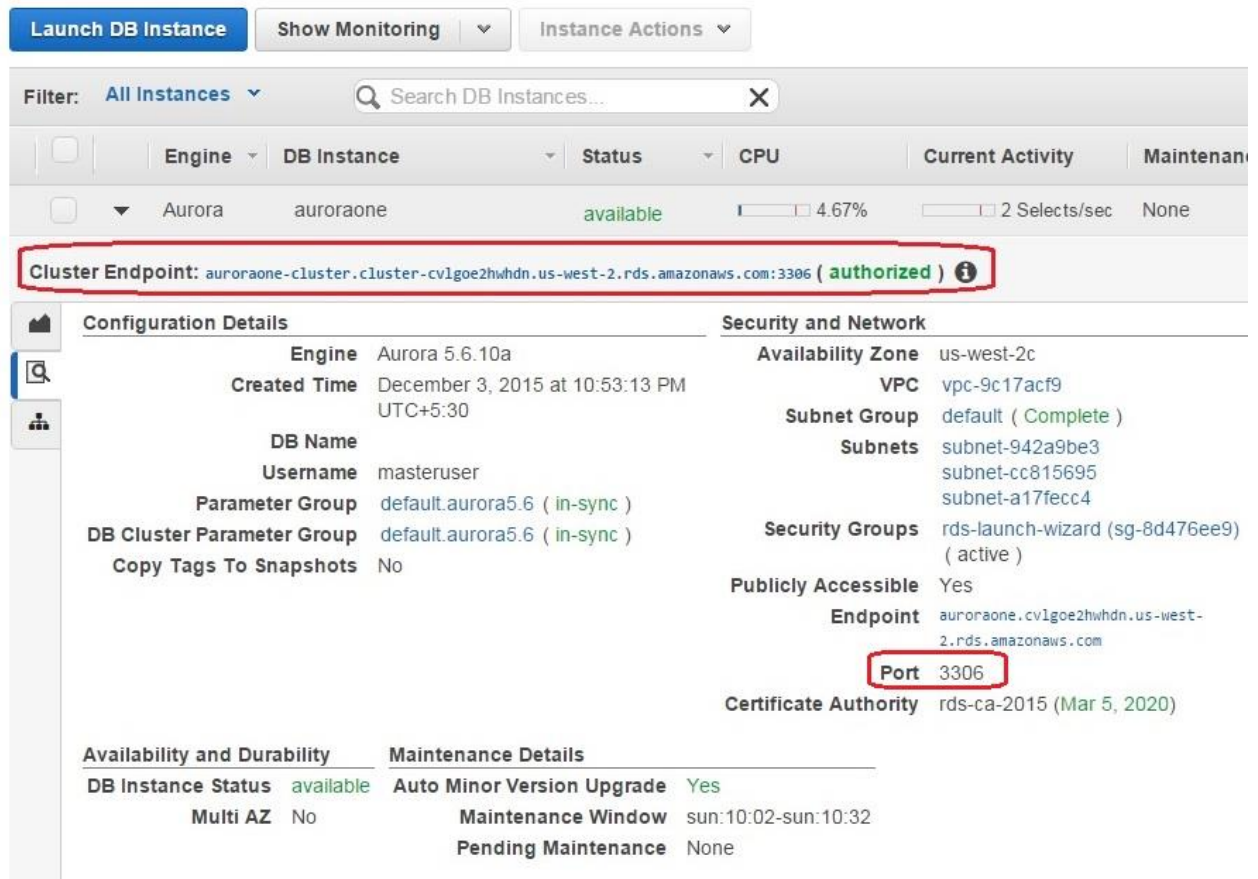 Launch DB Instance Show Monitoring Instance Actions
Filter: All Instances Search DB Instances...
Engine DB Instance Status CPU Current Activity Maintenanc
Aurora auroraone available 4.67% 2 Selects/sec None
Cluster Endpoint: auroraone-cluster.cluster-cvlgoe2hwhdn.us-west-2.rds.amazonaws.com:3306 ( authorized )
Configuration Details
Engine Aurora 5.6.10a
Created Time December 3, 2015 at 10:53:13 PM
UTC+5:30
DB Name
Username masteruser
Parameter Group default.aurora5.6 ( in-sync )
DB Cluster Parameter Group default.aurora5.6 ( in-sync )
Copy Tags To Snapshots No
Security and Network
Availability Zone us-west-2c
VPC vpc-9c17acf9
Subnet Group default ( Complete )
Subnets subnet-942a9be3
subnet-cc815695
subnet-a17fecc4
Security Groups rds-launch-wizard (sg-8d476ee9)
( active )
Publicly Accessible Yes
Endpoint auroraone.cvlgoe2hwhdn.us-west-
2.rds.amazonaws.com
Port 3306
Certificate Authority rds-ca-2015 (Mar 5, 2020)
Availability and Durability
DB Instance Status available
Multi AZ No
Maintenance Details
Auto Minor Version Upgrade Yes
Maintenance Window sun:10:02-sun:10:32
Pending Maintenance None